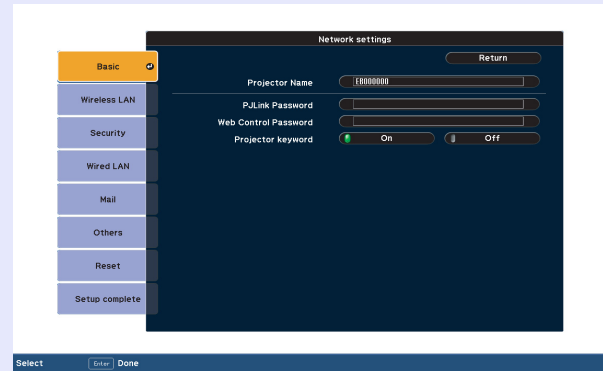 Network settings
Return
Basic
Projector Name EB000000
Wireless LAN
PJLink Password
Web Control Password
Security
Projector keyword On Off
Wired LAN
Mail
Others
Reset
Setup complete
Select Enter Done